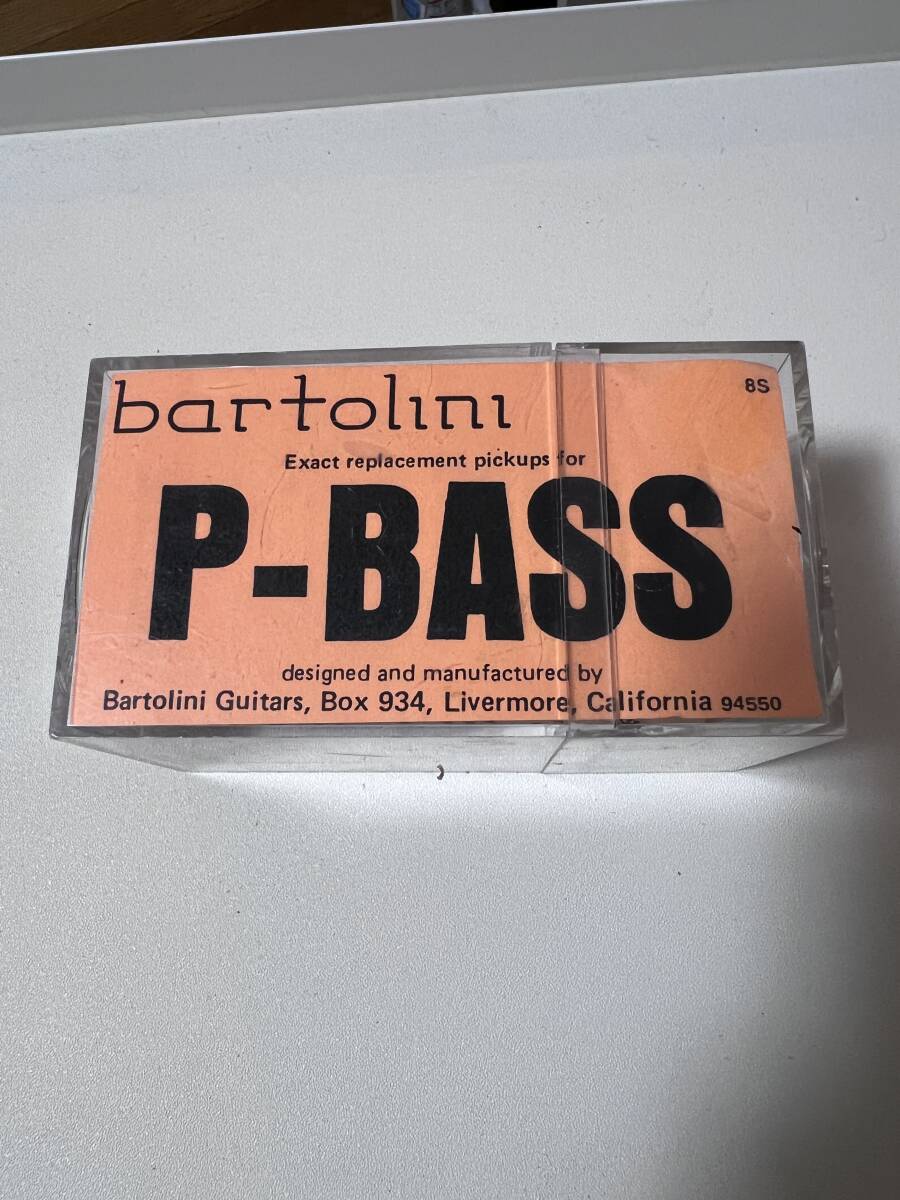 bartolini
8S
Exact replacement pickups for
P-BASS
designed and manufactured by
Bartolini Guitars, Box 934, Livermore, California 94550